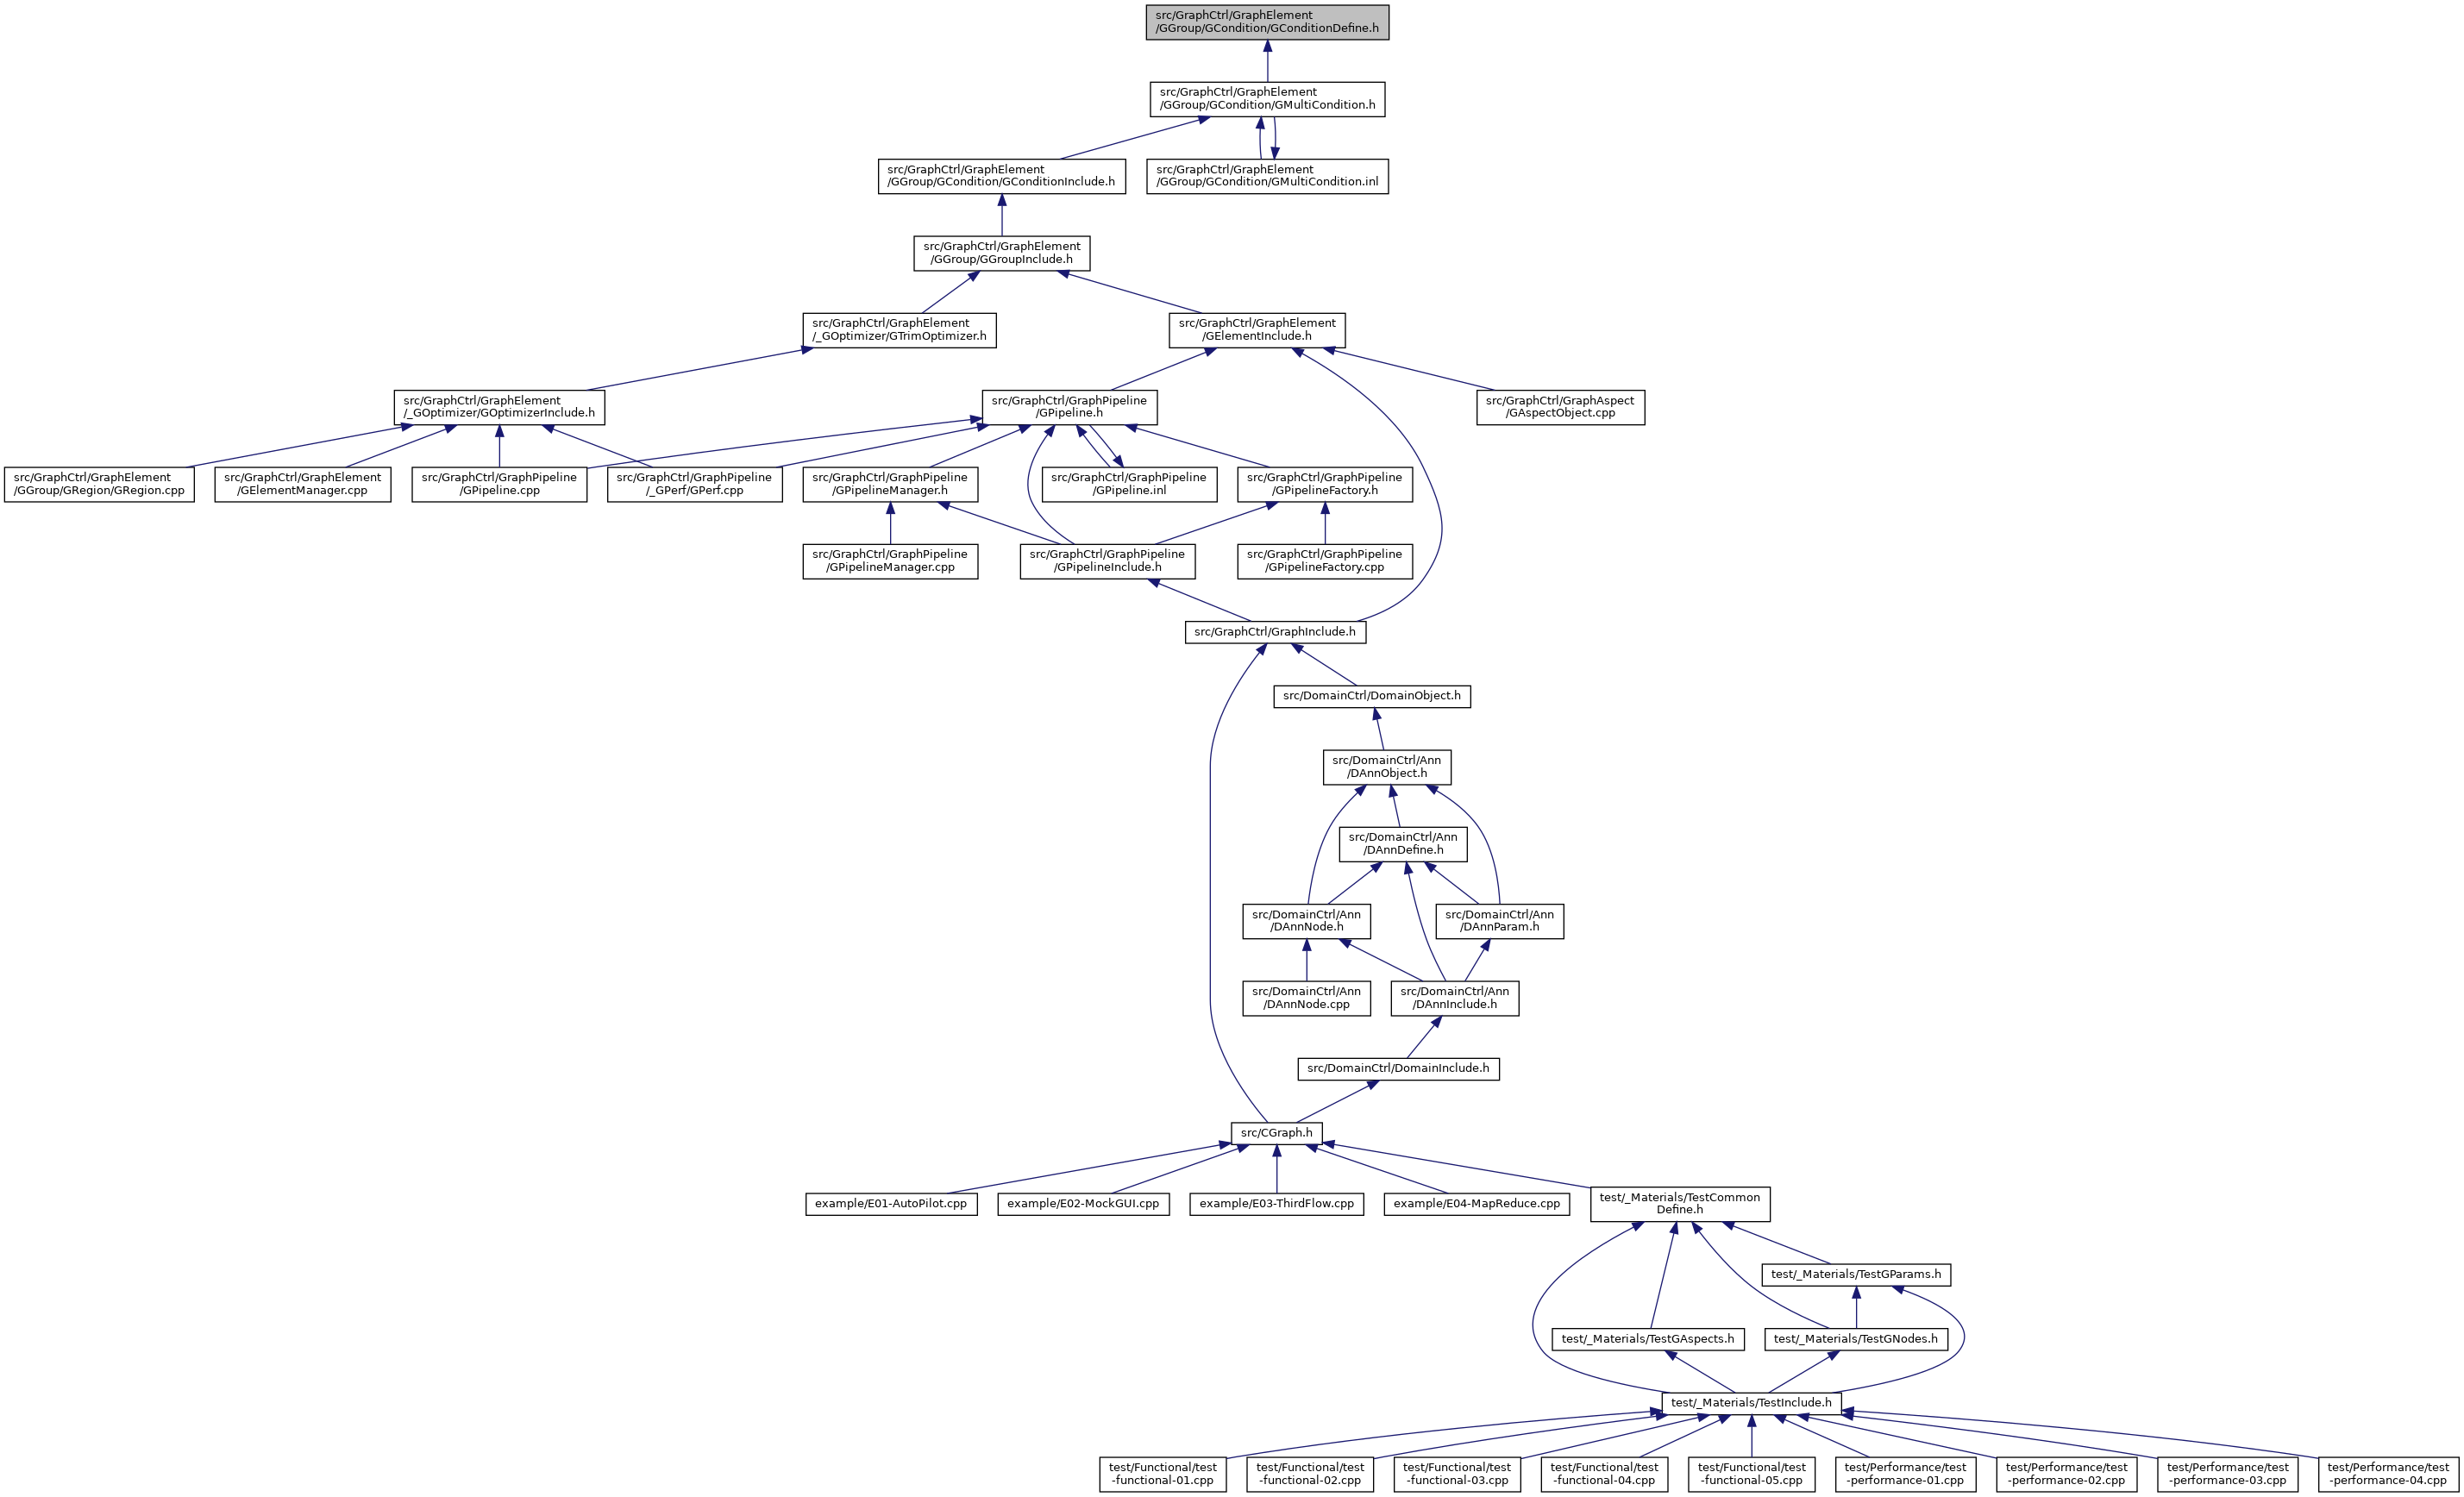 src/GraphCtrl/GraphElement
/GGroup/GCondition/GConditionDefine.h
src/GraphCtrl/GraphElement
/GGroup/GCondition/GMultiCondition.h
src/GraphCtrl/GraphElement
/GGroup/GCondition/GConditionInclude.h
src/GraphCtrl/GraphElement
/GGroup/GCondition/GMultiCondition.inl
src/GraphCtrl/GraphElement
/GGroup/GGroupInclude.h
src/GraphCtrl/GraphElement
/_GOptimizer/GTrimOptimizer.h
src/GraphCtrl/GraphElement
/GElementInclude.h
src/GraphCtrl/GraphElement
/_GOptimizer/GOptimizerInclude.h
src/GraphCtrl/GraphPipeline
/GPipeline.h
src/GraphCtrl/GraphAspect
/GAspectObject.cpp
src/GraphCtrl/GraphElement
/GGroup/GRegion/GRegion.cpp
src/GraphCtrl/GraphElement
/GElementManager.cpp
src/GraphCtrl/GraphPipeline
/GPipeline.cpp
src/GraphCtrl/GraphPipeline
/_GPerf/GPerf.cpp
src/GraphCtrl/GraphPipeline
/GPipelineManager.h
src/GraphCtrl/GraphPipeline
/GPipeline.inl
src/GraphCtrl/GraphPipeline
/GPipelineFactory.h
src/GraphCtrl/GraphPipeline
/GPipelineManager.cpp
src/GraphCtrl/GraphPipeline
/GPipelineInclude.h
src/GraphCtrl/GraphPipeline
/GPipelineFactory.cpp
src/GraphCtrl/GraphInclude.h
src/DomainCtrl/DomainObject.h
src/DomainCtrl/Ann
/DAnnObject.h
src/DomainCtrl/Ann
/DAnnDefine.h
src/DomainCtrl/Ann
/DAnnNode.h
src/DomainCtrl/Ann
/DAnnParam.h
src/DomainCtrl/Ann
/DAnnNode.cpp
src/DomainCtrl/Ann
/DAnnInclude.h
src/DomainCtrl/DomainInclude.h
src/CGraph.h
example/E01-AutoPilot.cpp
example/E02-MockGUI.cpp
example/E03-ThirdFlow.cpp
example/E04-MapReduce.cpp
test/_Materials/TestCommon
Define.h
test/_Materials/TestGParams.h
test/_Materials/TestGAspects.h
test/_Materials/TestGNodes.h
test/_Materials/TestInclude.h
test/Functional/test
-functional-01.cpp
test/Functional/test
-functional-02.cpp
test/Functional/test
-functional-03.cpp
test/Functional/test
-functional-04.cpp
test/Functional/test
-functional-05.cpp
test/Performance/test
-performance-01.cpp
test/Performance/test
-performance-02.cpp
test/Performance/test
-performance-03.cpp
test/Performance/test
-performance-04.cpp